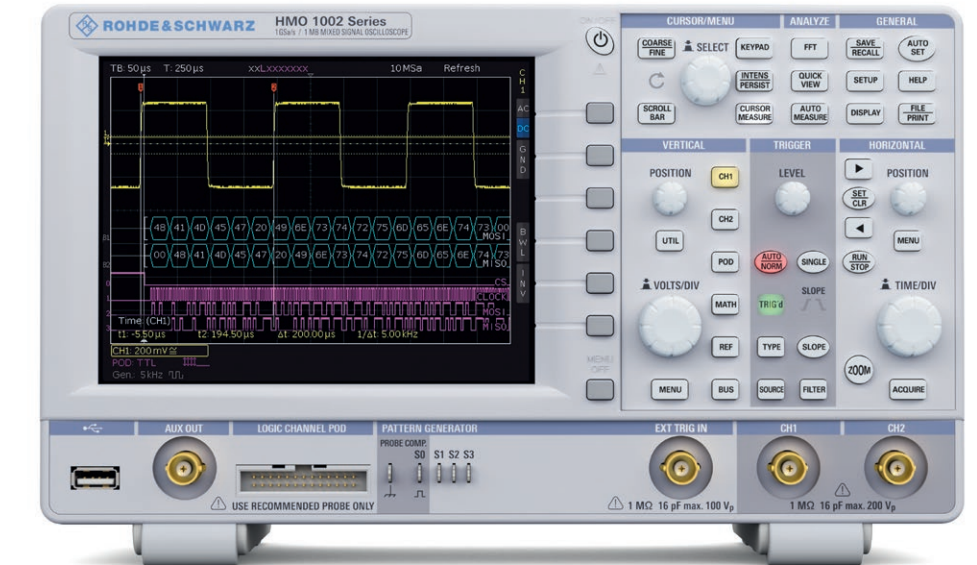 ROHDE&SCHWARZ
HMO 1002 Series
1GSa/s / 1 MB MIXED SIGNAL OSCILLOSCOPE
ON/OFF
CURSOR/MENU
ANALYZE
GENERAL
COARSE FINE
SELECT
KEYPAD
FFT
SAVE RECALL
AUTO SET
INTENS PERSIST
QUICK VIEW
SETUP
HELP
SCROLL BAR
CURSOR MEASURE
AUTO MEASURE
DISPLAY
FILE PRINT
TB: 50µs T: 250µs
10MSa Refresh
CH1
AC
DC
GND
BWL
INV
48 41 4D 45 47 20 49 6E 73 74 72 75 6D 65 6E 74 73 00
MOSI
00 48 41 4D 45 47 20 49 6E 73 74 72 75 6D 65 6E 74 73
MISO
CS
CLOCK
MOSI
MISO
Time: (CH1)
t1: -5.50µs t2: 194.50µs Δt: 200.00µs 1/Δt: 5.00kHz
CH1: 200mV
POD: TTL
Gen.: 5kHz
MENU OFF
VERTICAL
TRIGGER
HORIZONTAL
POSITION
CH1
LEVEL
POSITION
SET CLR
CH2
UTIL
MENU
POD
AUTO NORM
SINGLE
RUN STOP
VOLTS/DIV
SLOPE
TIME/DIV
MATH
TRIG'd
REF
TYPE
SLOPE
ZOOM
MENU
BUS
SOURCE
FILTER
ACQUIRE
AUX OUT
LOGIC CHANNEL POD
PATTERN GENERATOR
EXT TRIG IN
CH1
CH2
PROBE COMP.
S0 S1 S2 S3
USE RECOMMENDED PROBE ONLY
1 MΩ 16 pF max. 100 Vp
1 MΩ 16 pF max. 200 Vp